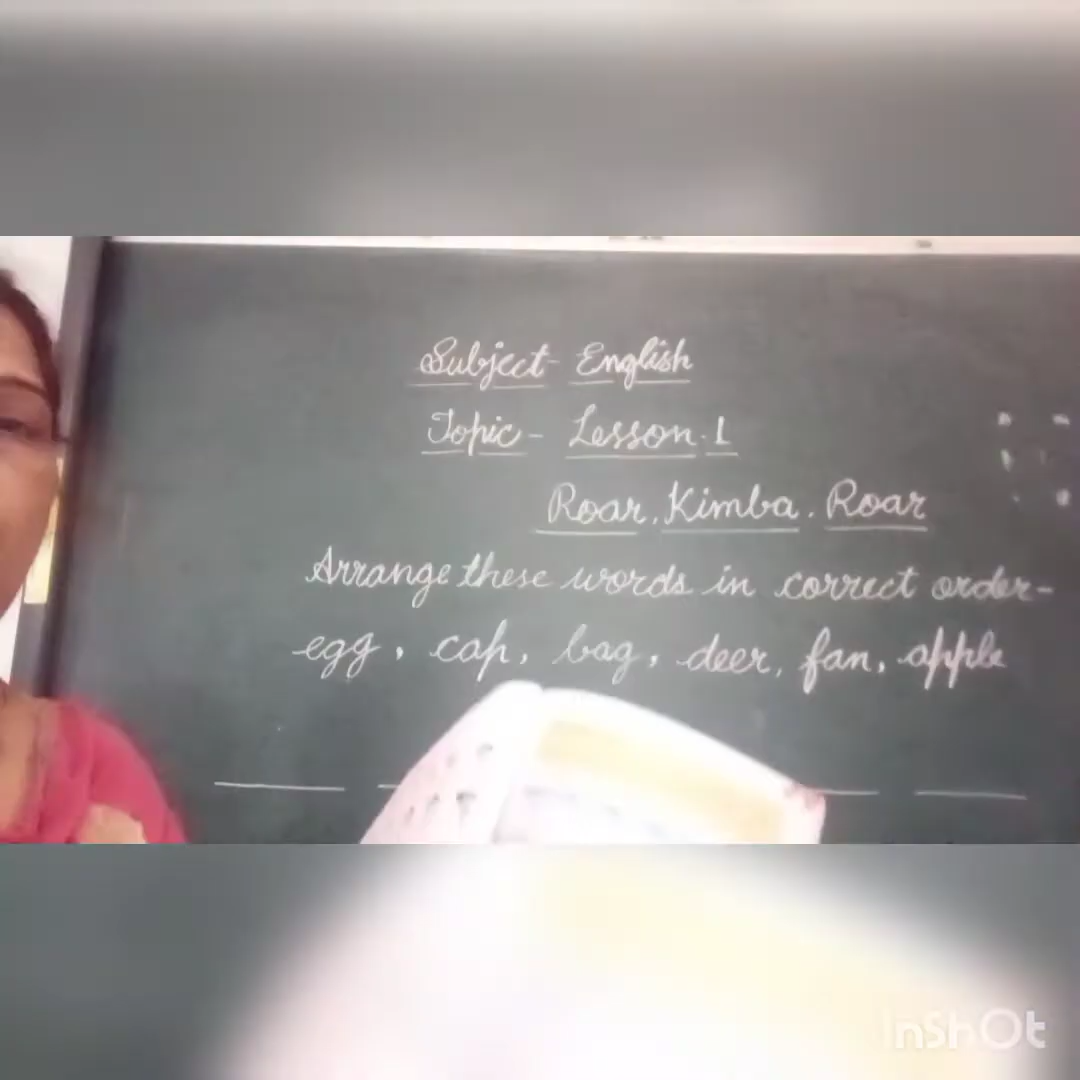 Subject- English
Topic- Lesson.1
Roar, Kimba. Roar
Arrange these words in correct order-
egg, cap, bag, deer, fan, apple
InShOt